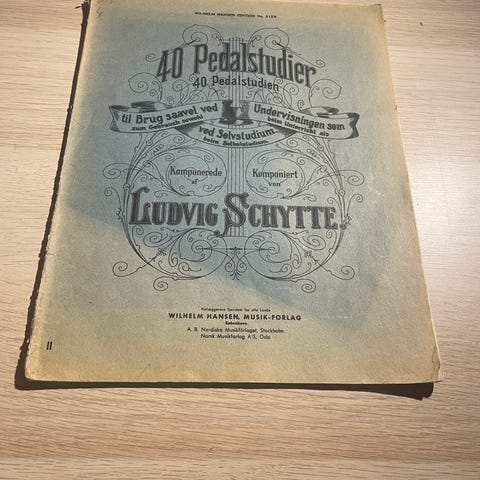 WILHELM HANSEN EDITION No.
40 Pedalstudier
40 Pedalstudien
til Brug saavel ved Undervisningen som
zum Gebrauch sowohl beim Unterricht als
ved Selvstudium.
beim Selbststudium.
Komponerede Komponiert
af von
LUDVIG SCHYTTE.
Forlæggerens Ejendom for alle Lande
WILHELM HANSEN, MUSIK-FORLAG
København
A. B. Nordiska Musikförlaget, Stockholm
Norsk Musikforlag A/S, Oslo
II